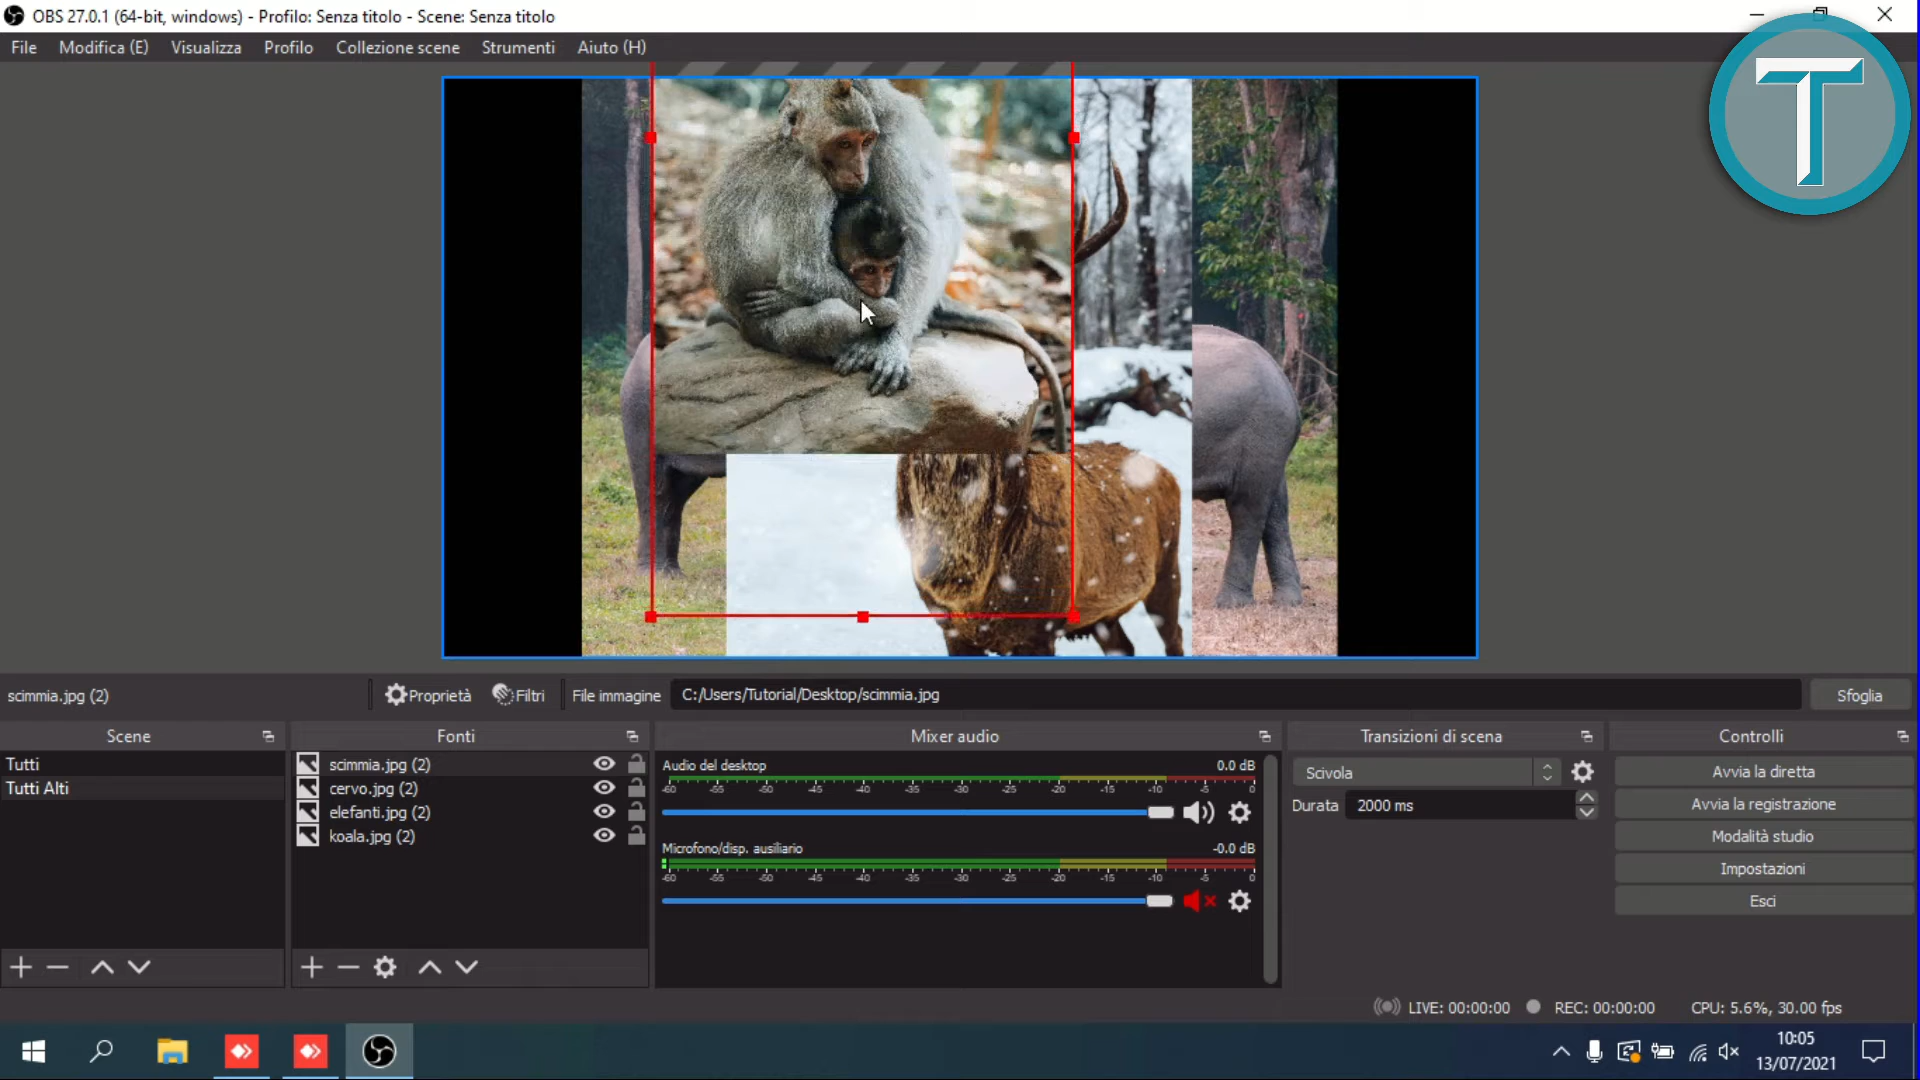 OBS 27.0.1 (64-bit, windows) - Profilo: Senza titolo - Scene: Senza titolo
File Modifica (E) Visualizza Profilo Collezione scene Strumenti Aiuto (H)
T
scimmia.jpg (2) Proprietà Filtri File immagine C:/Users/Tutorial/Desktop/scimmia.jpg Sfoglia
Scene Fonti Mixer audio Transizioni di scena Controlli
Tutti
Tutti Alti
scimmia.jpg (2)
cervo.jpg (2)
elefanti.jpg (2)
koala.jpg (2)
Audio del desktop 0.0 dB
-60 -55 -50 -45 -40 -35 -30 -25 -20 -15 -10 -5 0
Microfono/disp. ausiliario -0.0 dB
-60 -55 -50 -45 -40 -35 -30 -25 -20 -15 -10 -5 0
Scivola
Durata 2000 ms
Avvia la diretta
Avvia la registrazione
Modalità studio
Impostazioni
Esci
LIVE: 00:00:00 REC: 00:00:00 CPU: 5.6%, 30.00 fps
10:05
13/07/2021